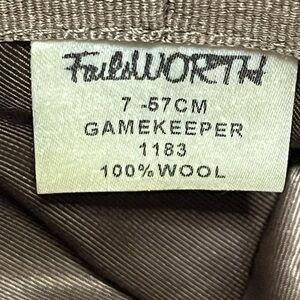 FailsWORTH
7 -57CM
GAMEKEEPER
1183
100%WOOL